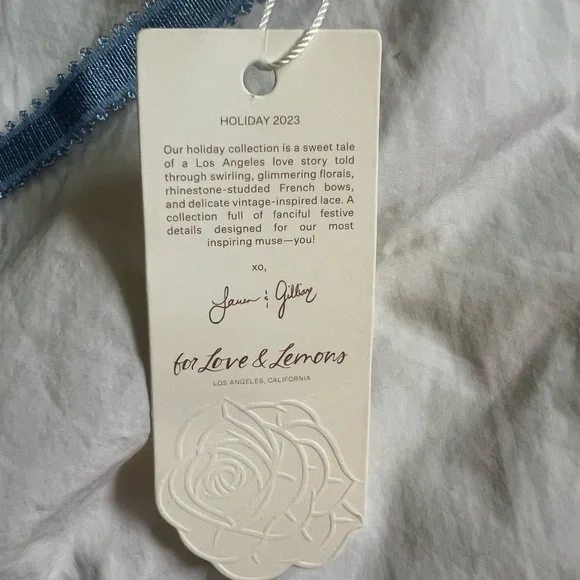 HOLIDAY 2023
Our holiday collection is a sweet tale
of a Los Angeles love story told
through swirling, glimmering florals,
rhinestone-studded French bows,
and delicate vintage-inspired lace. A
collection full of fanciful festive
details designed for our most
inspiring muse—you!
xo,
Lauren & Gillian
for Love & Lemons
LOS ANGELES, CALIFORNIA